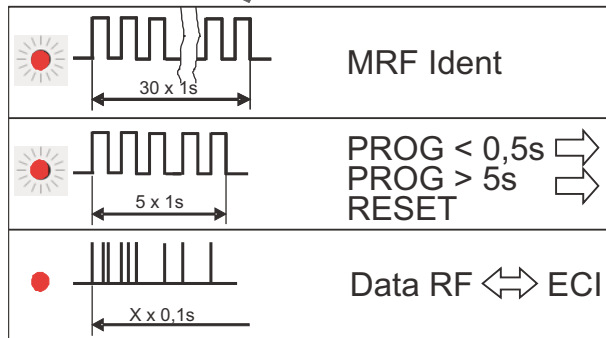 30 x 1s
MRF Ident
5 x 1s
PROG < 0,5s
PROG > 5s
RESET
X x 0,1s
Data RF ⇔ ECI